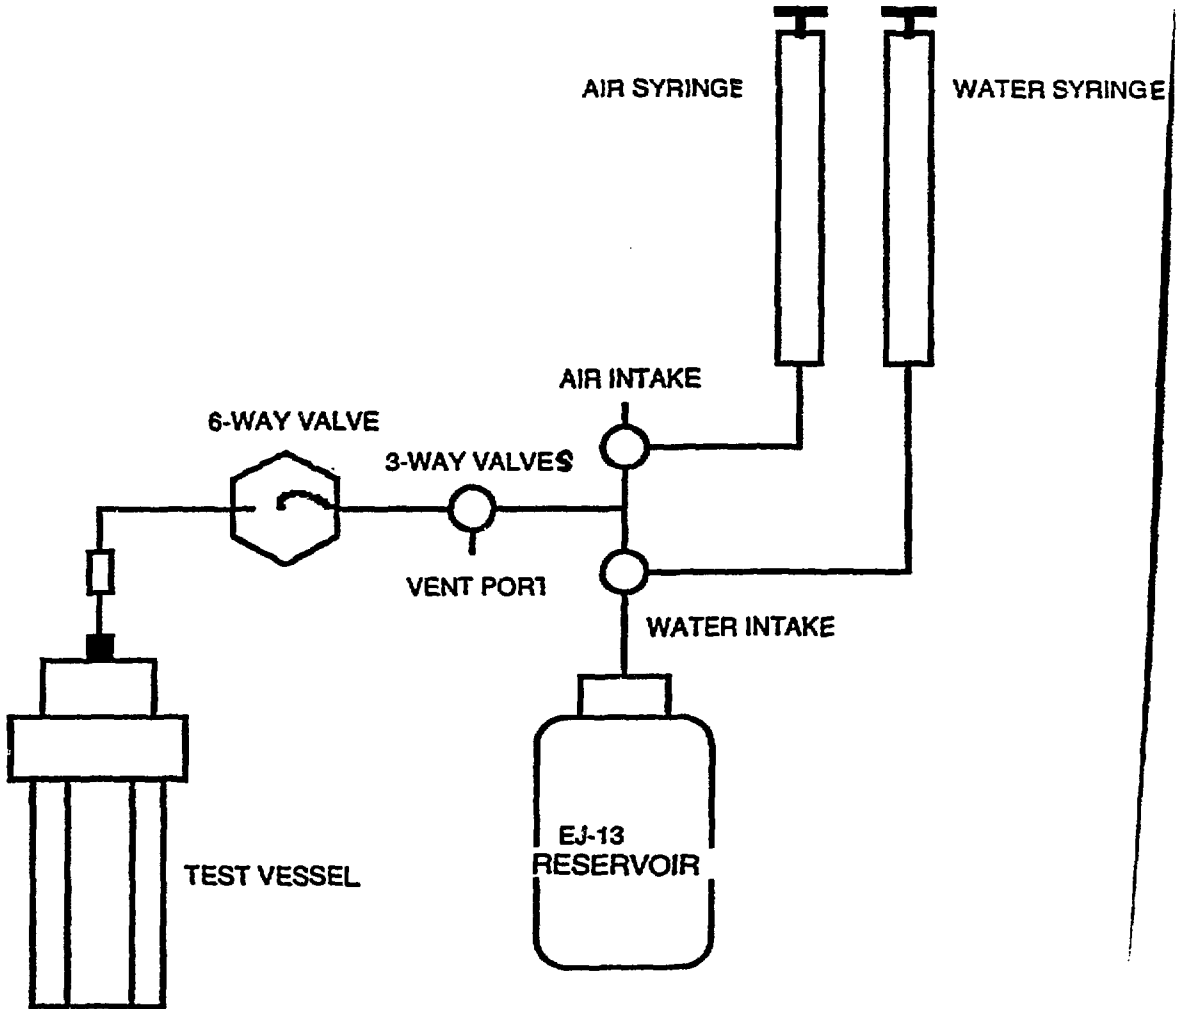 AIR SYRINGE
WATER SYRINGE
AIR INTAKE
6-WAY VALVE
3-WAY VALVES
VENT PORT
WATER INTAKE
EJ-13
RESERVOIR
TEST VESSEL